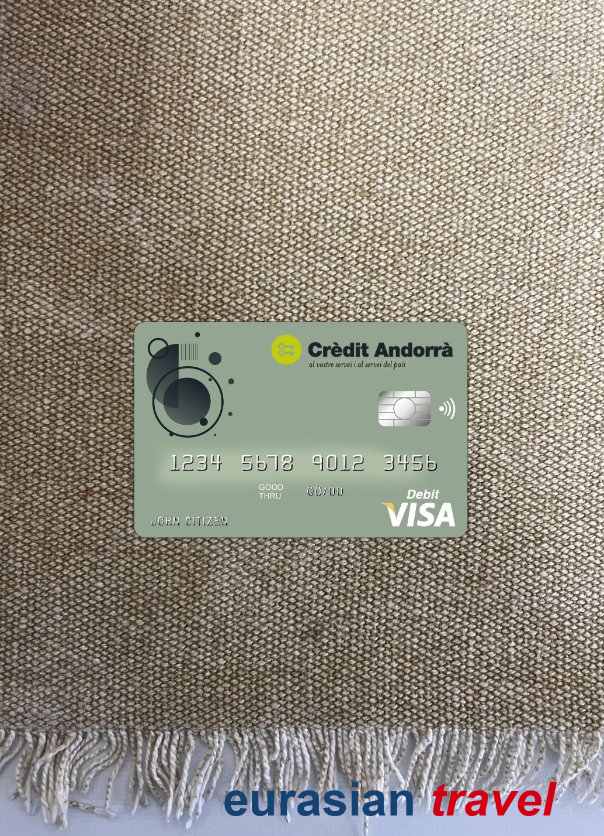 Crèdit Andorrà
al vostre servei i al servei del país
1234 5678 9012 3456
GOOD
THRU
00/00
JOHN CITIZEN
Debit
VISA
eurasian travel